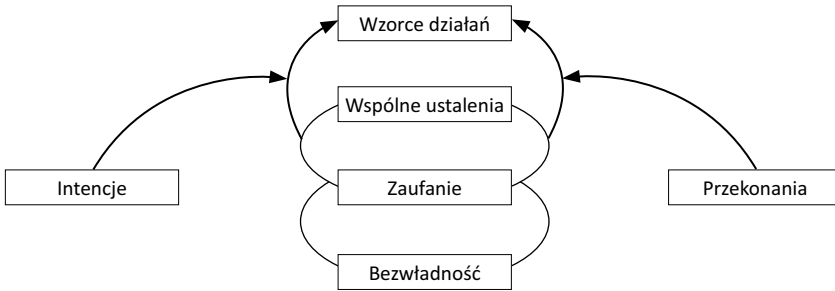 Wzorce działań
Wspólne ustalenia
Intencje
Zaufanie
Przekonania
Bezwładność